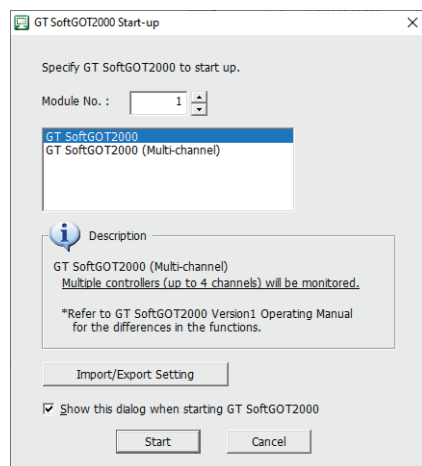 GT SoftGOT2000 Start-up
Specify GT SoftGOT2000 to start up.
Module No. : 1
GT SoftGOT2000
GT SoftGOT2000 (Multi-channel)
Description
GT SoftGOT2000 (Multi-channel)
Multiple controllers (up to 4 channels) will be monitored.
*Refer to GT SoftGOT2000 Version1 Operating Manual
for the differences in the functions.
Import/Export Setting
Show this dialog when starting GT SoftGOT2000
Start Cancel